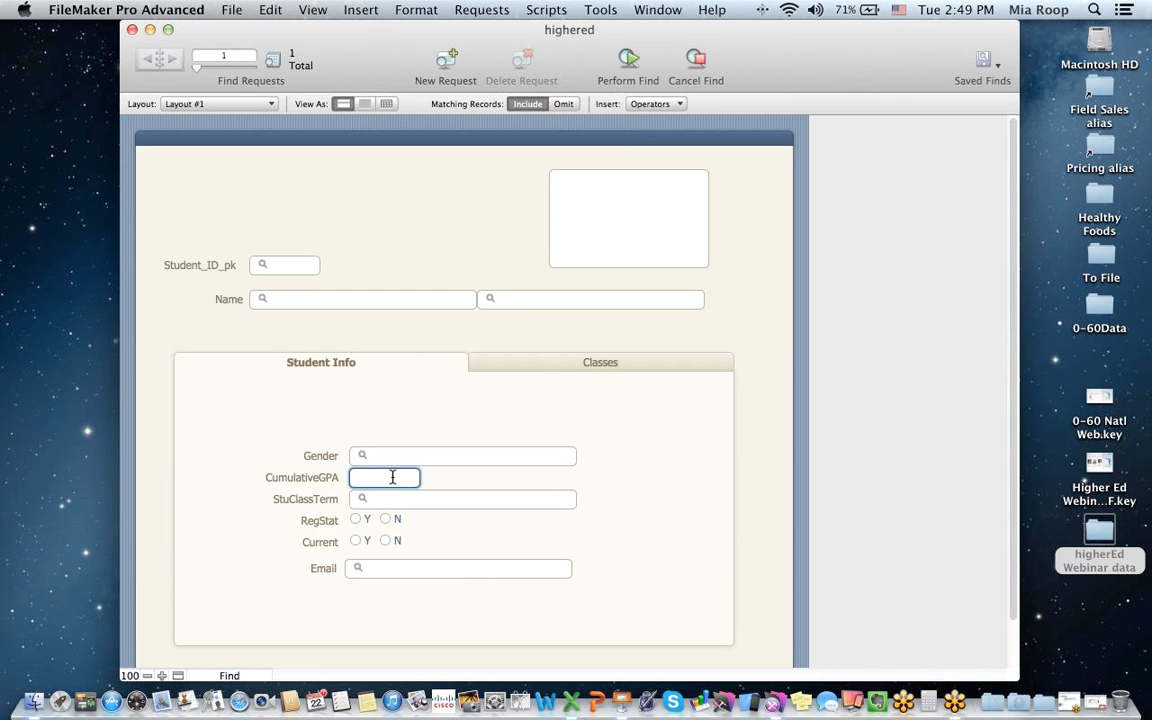 FileMaker Pro Advanced File Edit View Insert Format Requests Scripts Tools Window Help 71% Tue 2:49 PM Mia Roop
highered
1
1
Total
Find Requests
New Request
Delete Request
Perform Find
Cancel Find
Saved Finds
Layout: Layout #1 View As: Matching Records: Include Omit Insert: Operators
Student_ID_pk
Name
Student Info
Classes
Gender
CumulativeGPA
StuClassTerm
RegStat Y N
Current Y N
Email
100 Find
Macintosh HD
Field Sales
alias
Pricing alias
Healthy
Foods
To File
0-60Data
0-60 Natl
Web.key
Higher Ed
Webin...F.key
higherEd
Webinar data
22
CISCO